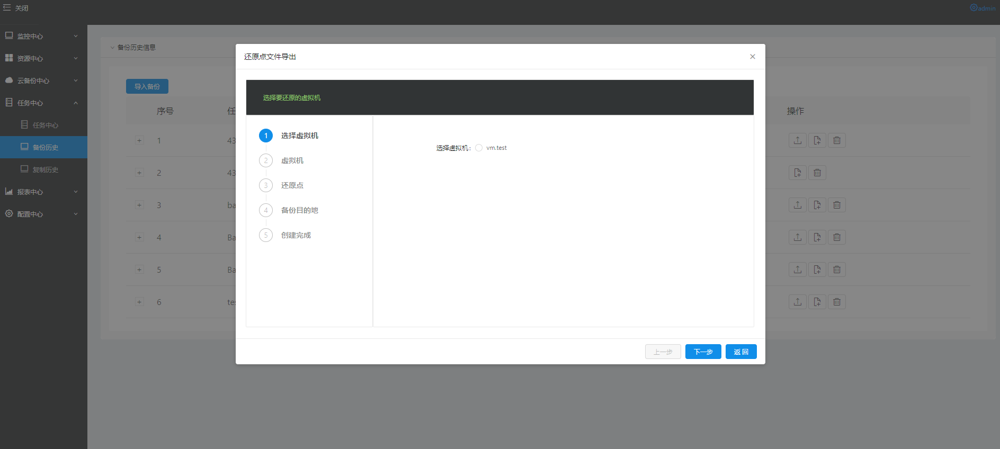 关闭
admin
监控中心
资源中心
云备份中心
任务中心
任务中心
备份历史
复制历史
报表中心
配置中心
备份历史信息
导入备份
序号 任 操作
1 43
2 43
3 ba
4 Ba
5 Ba
6 te
还原点文件导出
选择要还原的虚拟机
1 选择虚拟机
2 虚拟机
3 还原点
4 备份目的地
5 创建完成
选择虚拟机: vm.test
上一步 下一步 返 回